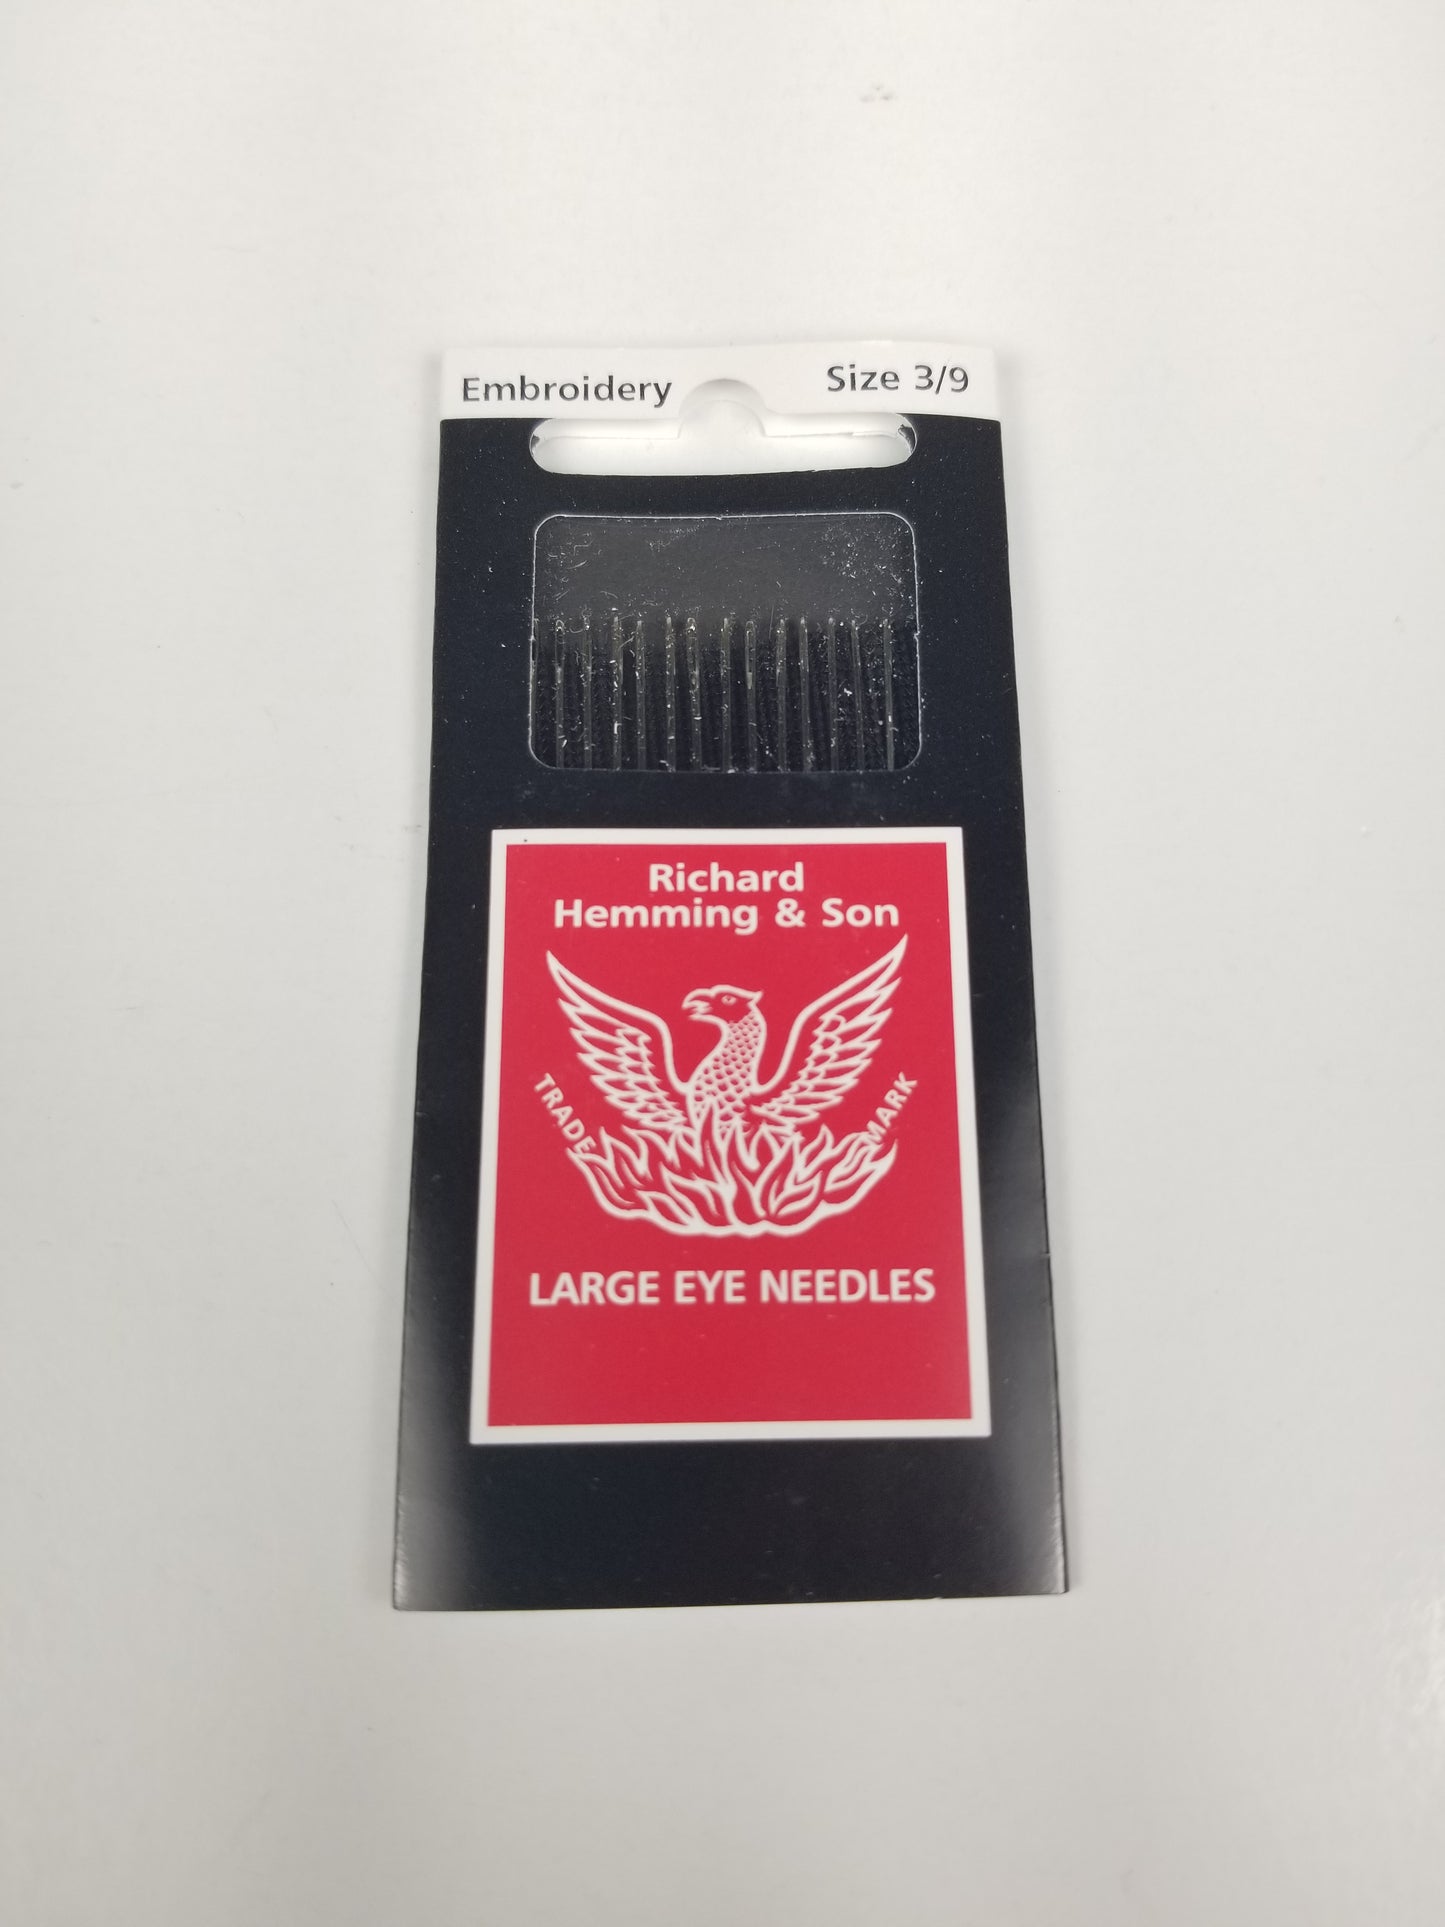 Embroidery Size 3/9
Richard
Hemming & Son
TRADE MARK
LARGE EYE NEEDLES